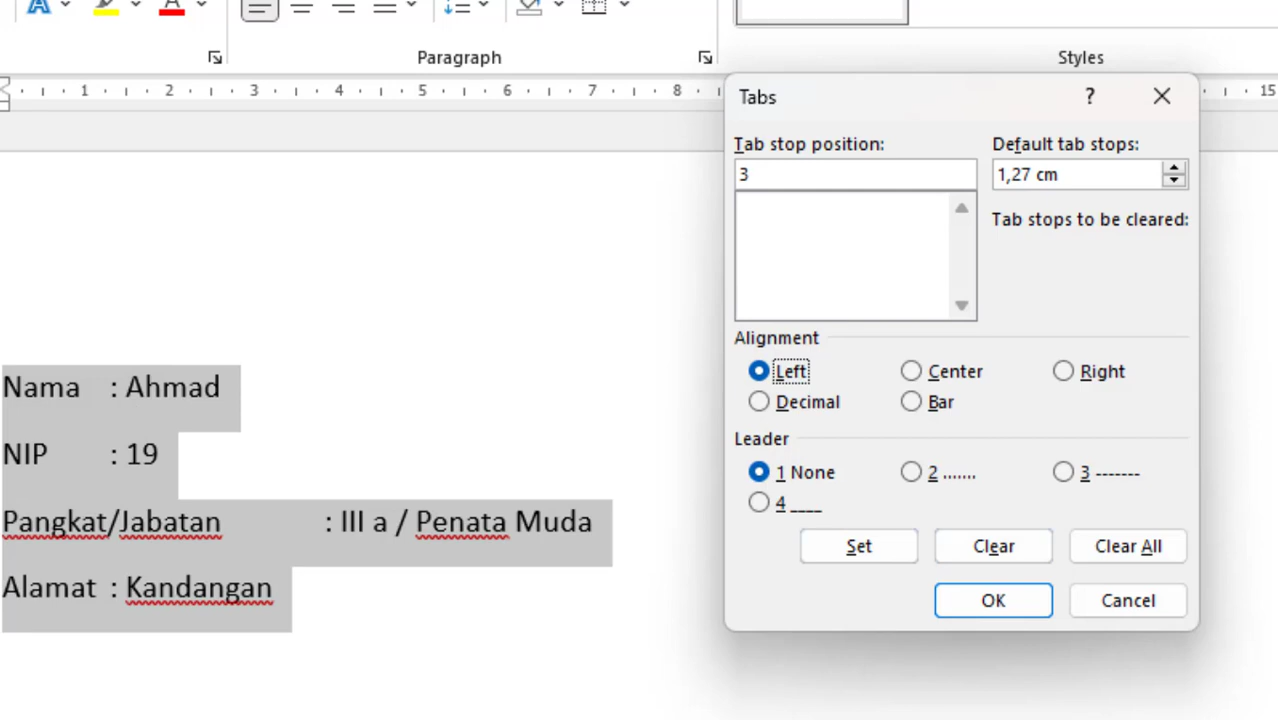 Paragraph
Styles
1 2 3 4 5 6 7 8 15
Tabs ?
Tab stop position:
3
Default tab stops:
1,27 cm
Tab stops to be cleared:
Alignment
Left Center Right
Decimal Bar
Leader
1 None 2 ....... 3 -------
4 ____
Set Clear Clear All
OK Cancel
Nama : Ahmad
NIP : 19
Pangkat/Jabatan : III a / Penata Muda
Alamat : Kandangan